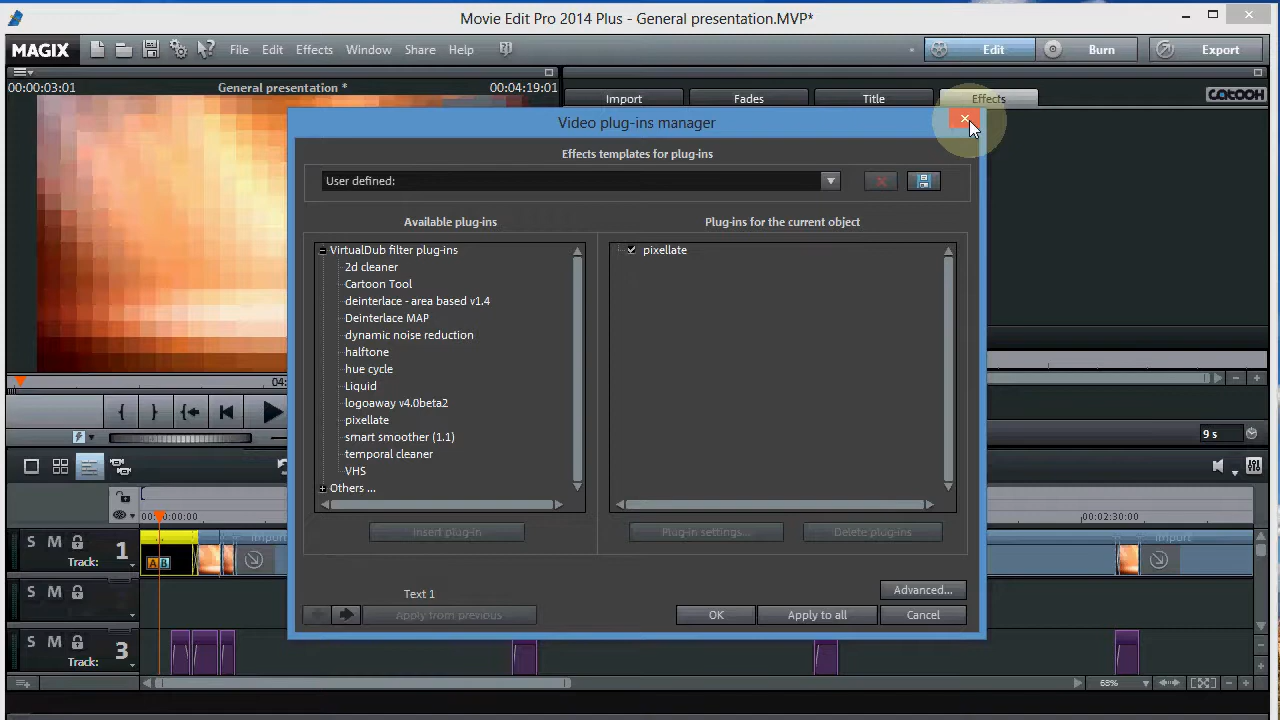 Movie Edit Pro 2014 Plus - General presentation.MVP*
MAGIX File Edit Effects Window Share Help Edit Burn Export
00:00:03:01 General presentation * 00:04:19:01
Import Fades Title Effects CATOOH
Video plug-ins manager
Effects templates for plug-ins
User defined:
Available plug-ins
Plug-ins for the current object
VirtualDub filter plug-ins
2d cleaner
Cartoon Tool
deinterlace - area based v1.4
Deinterlace MAP
dynamic noise reduction
halftone
hue cycle
Liquid
logoaway v4.0beta2
pixellate
smart smoother (1.1)
temporal cleaner
VHS
Others ...
pixellate
Insert plug-in
Plug-in settings...
Delete plug-ins
Advanced...
Text 1
Apply from previous
OK
Apply to all
Cancel
04:
9 s
00:02:30:00
S M Track: 1
A B
Import
S M
S M Track: 3
68%